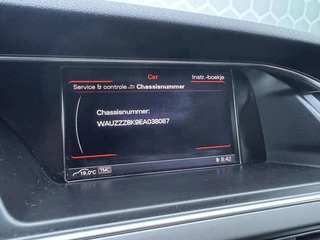 Car
Service & controle Chassisnummer Instr.-boekje
Chassisnummer:
WAUZZZ8K9EA038087
19,0°C TMC 8:42